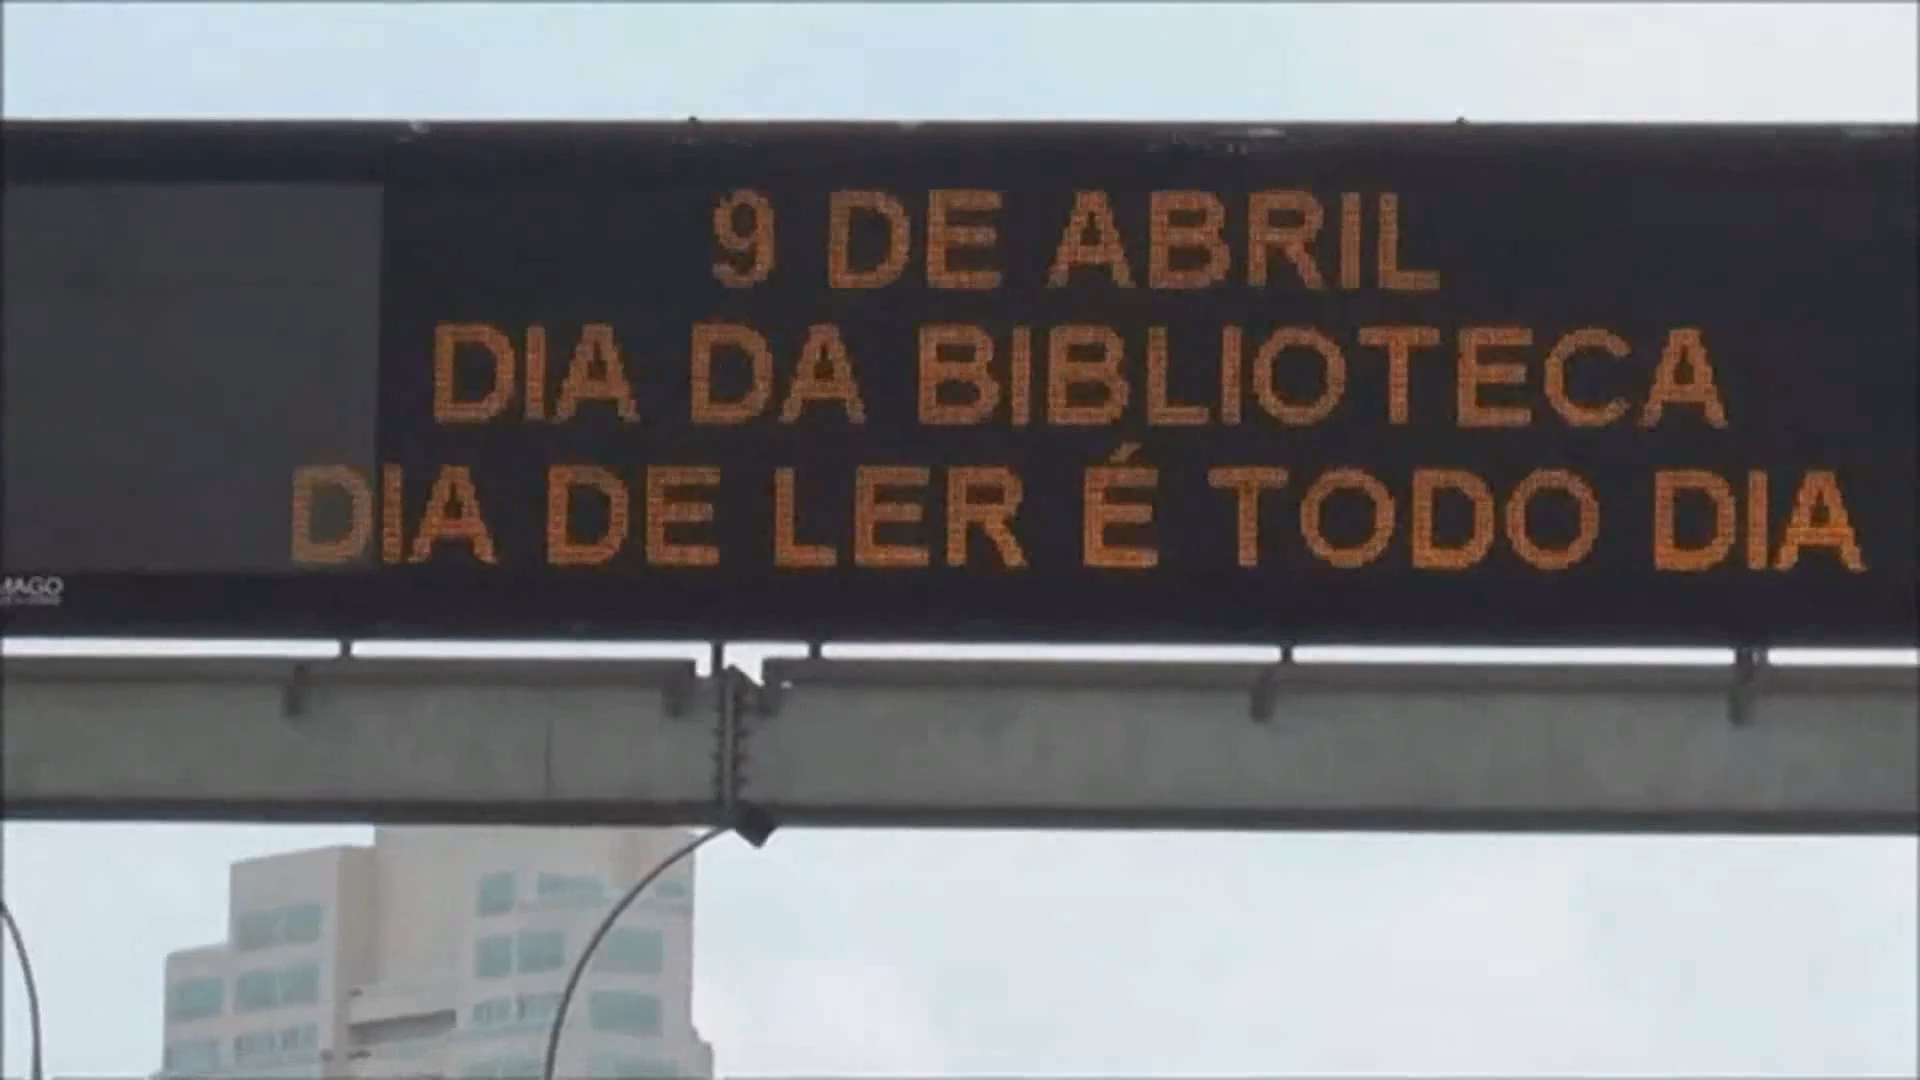 9 DE ABRIL
DIA DA BIBLIOTECA
DIA DE LER É TODO DIA